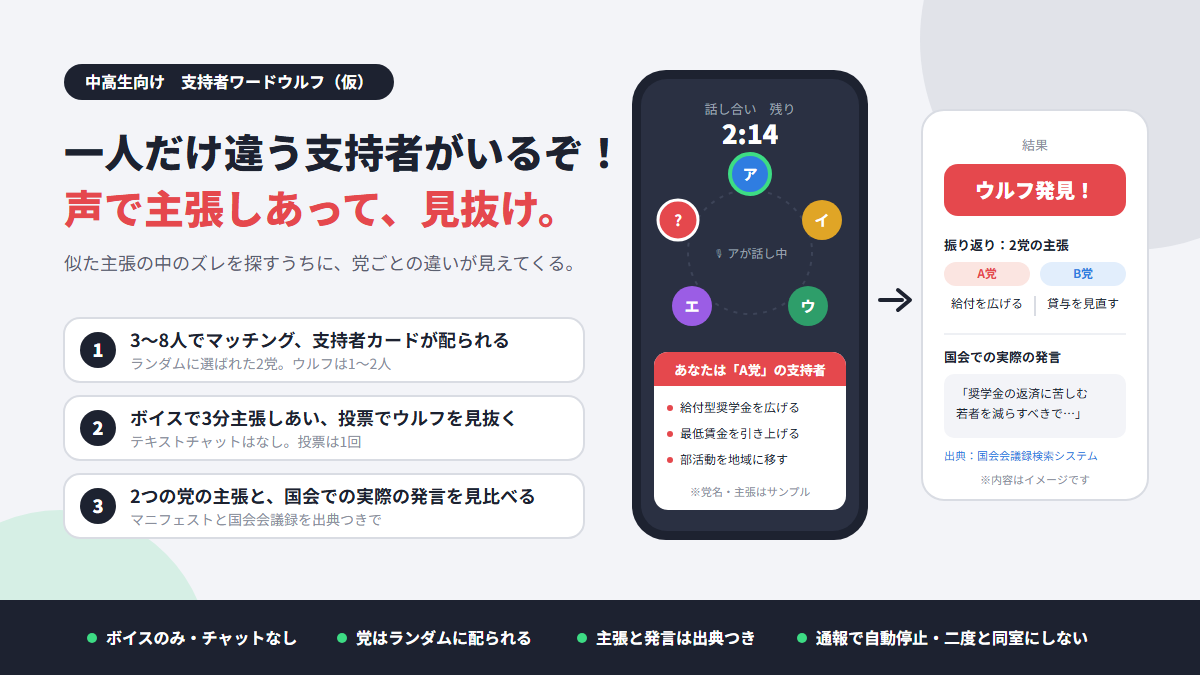 中高生向け　支持者ワードウルフ（仮）
一人だけ違う支持者がいるぞ！
声で主張しあって、見抜け。
似た主張の中のズレを探すうちに、党ごとの違いが見えてくる。
1
3〜8人でマッチング、支持者カードが配られる
ランダムに選ばれた2党。ウルフは1〜2人
2
ボイスで3分主張しあい、投票でウルフを見抜く
テキストチャットはなし。投票は1回
3
2つの党の主張と、国会での実際の発言を見比べる
マニフェストと国会会議録を出典つきで
話し合い　残り
2:14
ア
?
イ
アが話し中
エ
ウ
あなたは「A党」の支持者
給付型奨学金を広げる
最低賃金を引き上げる
部活動を地域に移す
※党名・主張はサンプル
結果
ウルフ発見！
振り返り：2党の主張
A党
B党
給付を広げる
貸与を見直す
国会での実際の発言
「奨学金の返済に苦しむ
若者を減らすべきで…」
出典：国会会議録検索システム
※内容はイメージです
ボイスのみ・チャットなし
党はランダムに配られる
主張と発言は出典つき
通報で自動停止・二度と同室にしない